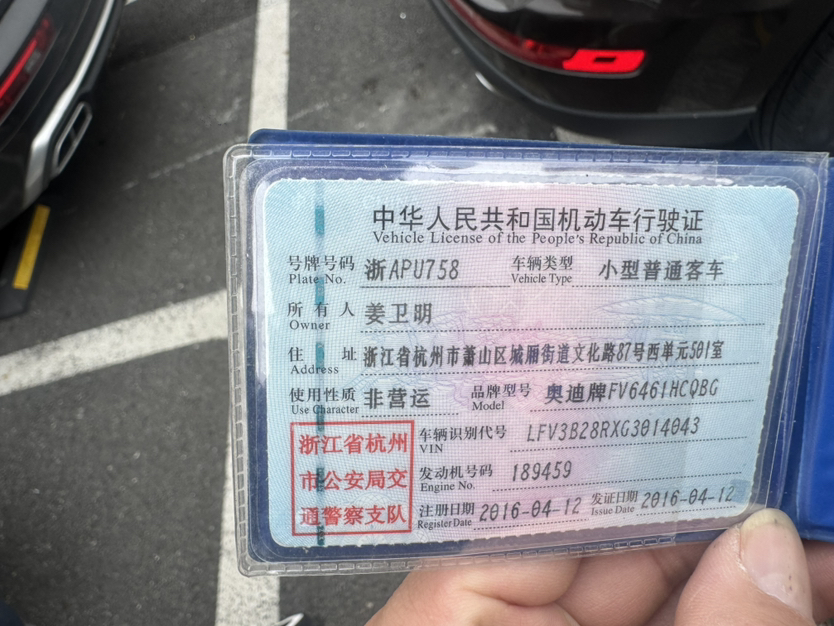 中华人民共和国机动车行驶证
Vehicle License of the People's Republic of China
号牌号码 浙APU758 车辆类型 小型普通客车
Plate No. Vehicle Type
所有人 姜卫明
Owner
住址 浙江省杭州市萧山区城厢街道文化路87号西单元501室
Address
使用性质 非营运 品牌型号 奥迪牌FV6461HCQBG
Use Character Model
浙江省杭州
市公安局交
通警察支队
车辆识别代号 LFV3B28RXG3014043
VIN
发动机号码 189459
Engine No.
注册日期 2016-04-12 发证日期 2016-04-12
Register Date Issue Date